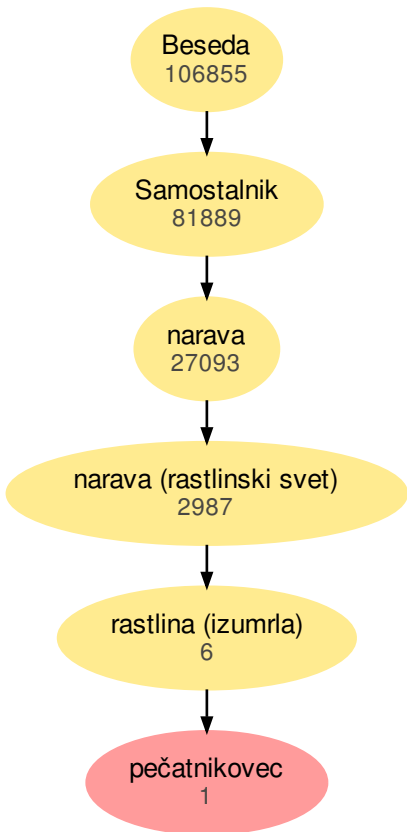 Beseda
106855
Samostalnik
81889
narava
27093
narava (rastlinski svet)
2987
rastlina (izumrla)
6
pečatnikovec
1